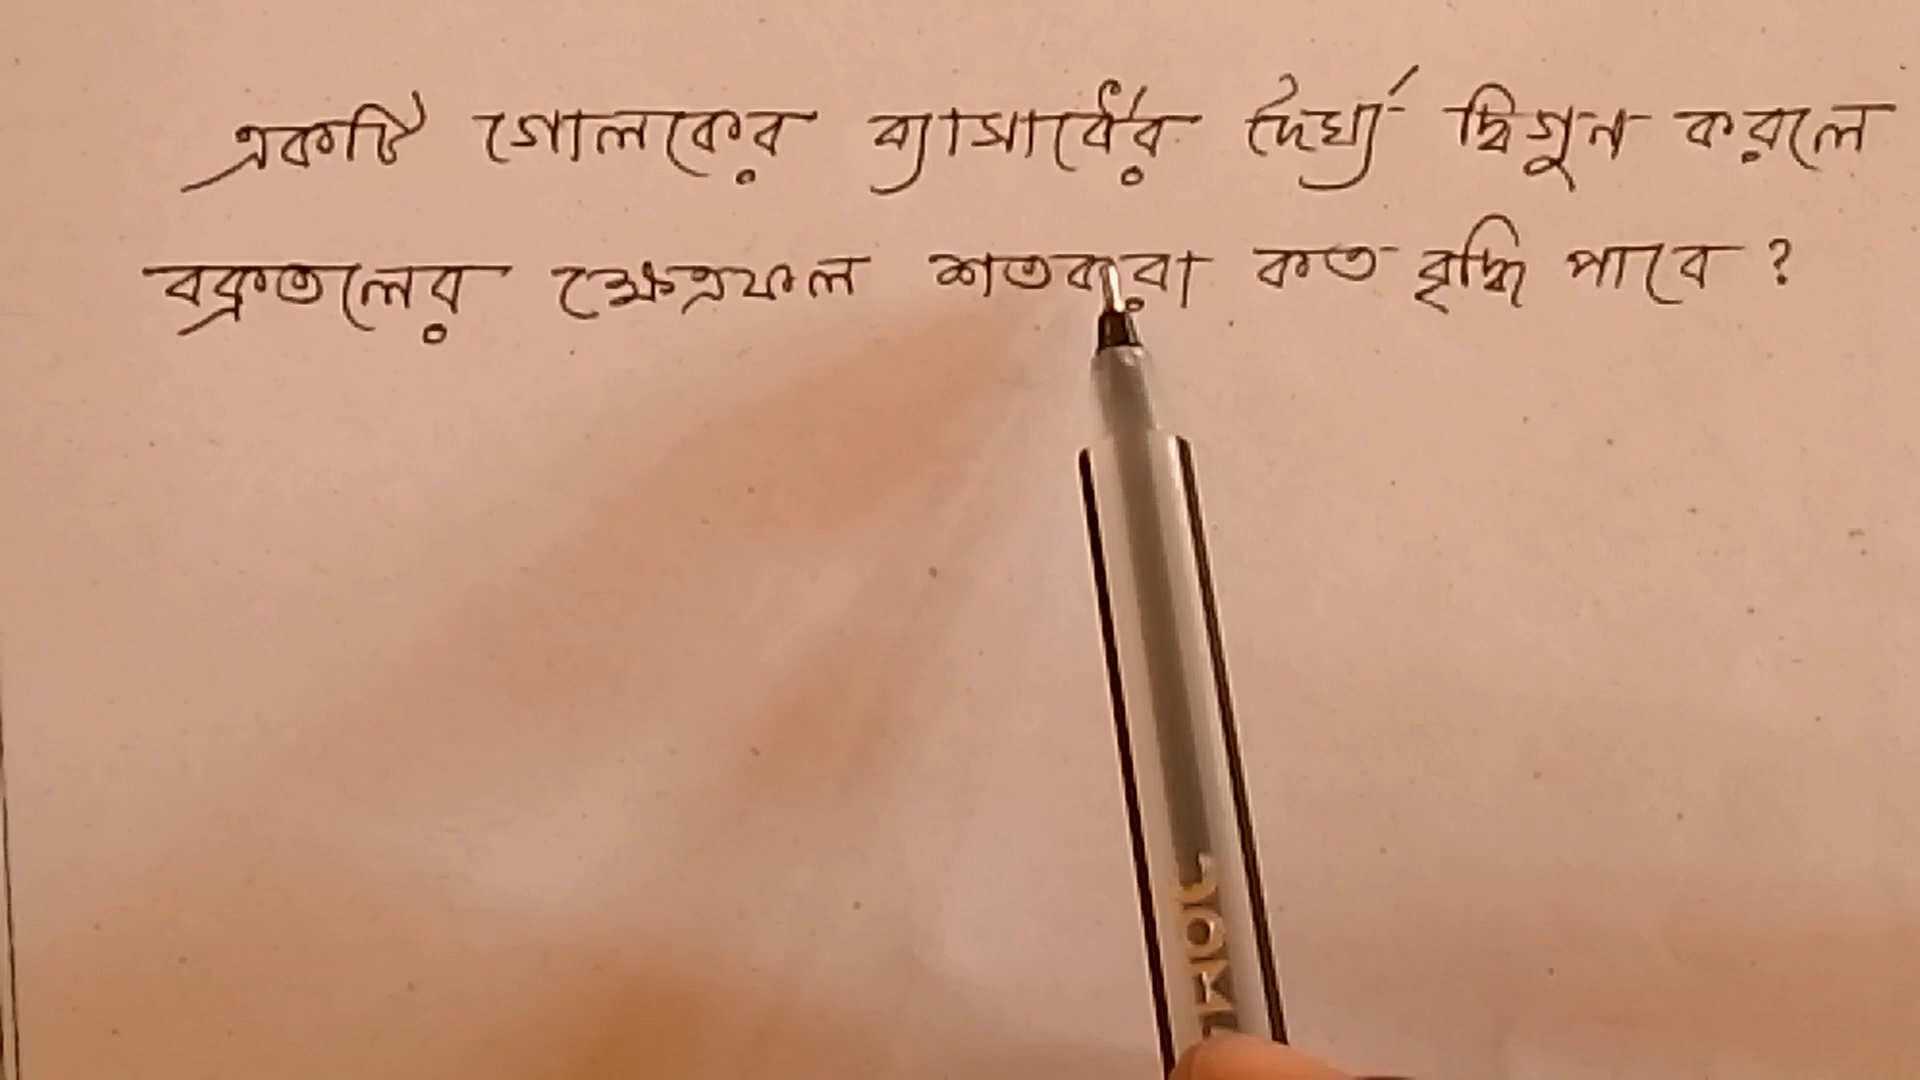 একটি গোলকের ব্যাসার্ধের দৈর্ঘ্য দ্বিগুন করলে
বক্রতলের ক্ষেত্রফল শতকরা কত বৃদ্ধি পাবে ?